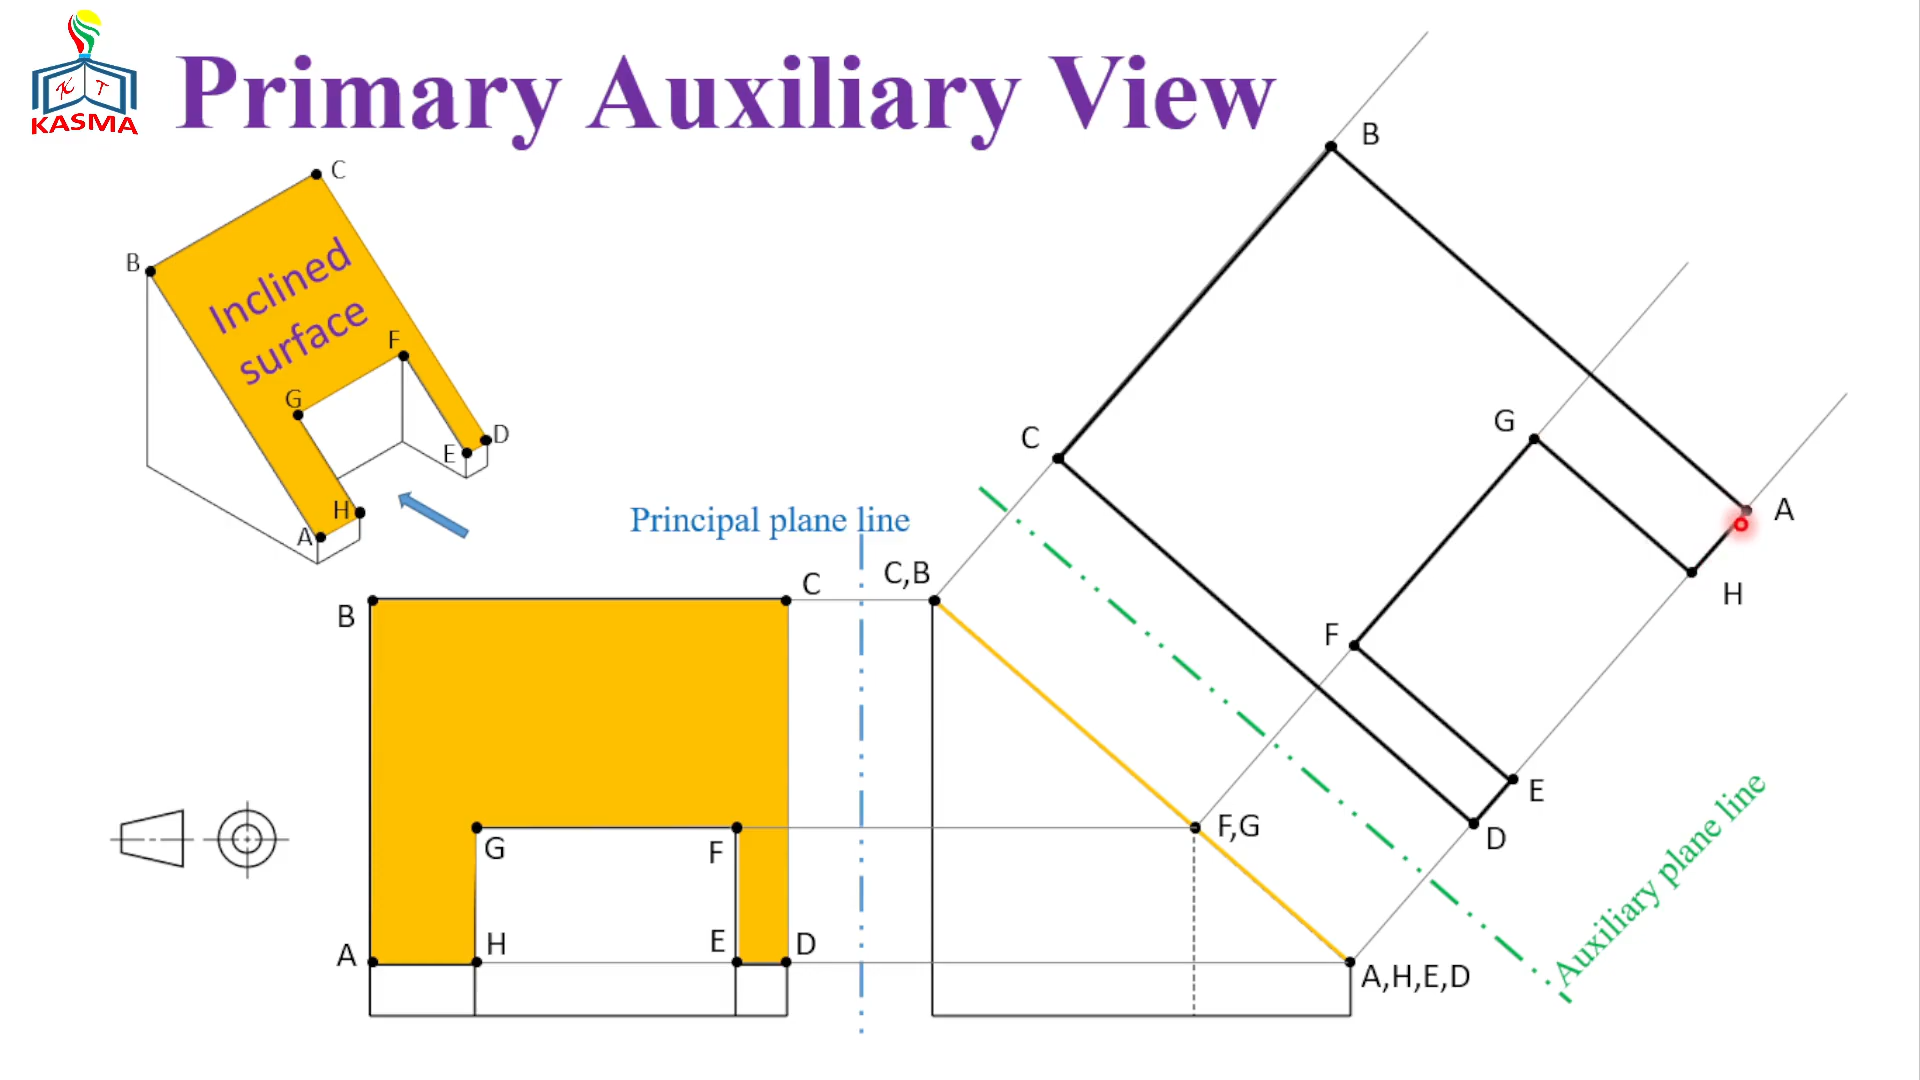 K T
KASMA
Primary Auxiliary View
C
B
Inclined
surface
F
G
D
E
H
A
Principal plane line
B
C
G
A
H
F
E
D
Auxiliary plane line
B
C
C,B
G
F
F,G
A
H
E
D
A,H,E,D